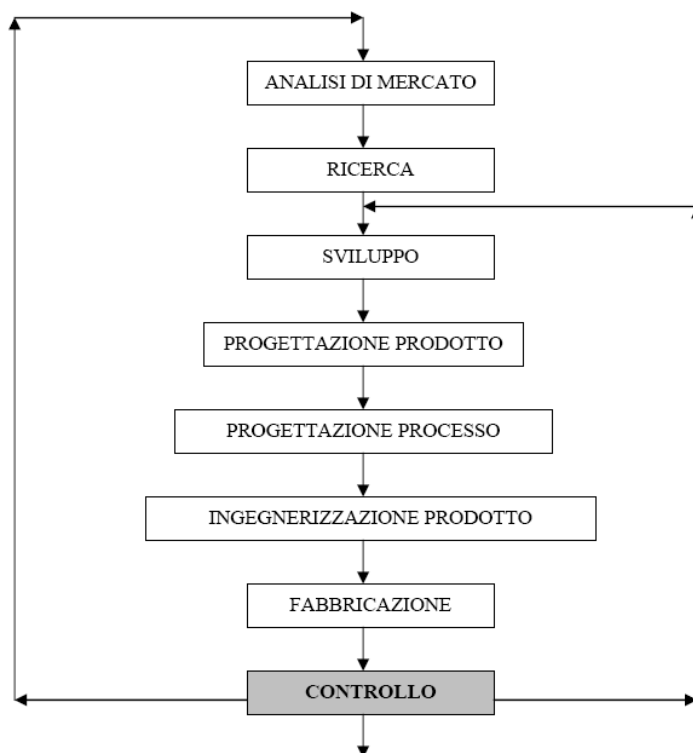 ANALISI DI MERCATO
RICERCA
SVILUPPO
PROGETTAZIONE PRODOTTO
PROGETTAZIONE PROCESSO
INGEGNERIZZAZIONE PRODOTTO
FABBRICAZIONE
CONTROLLO